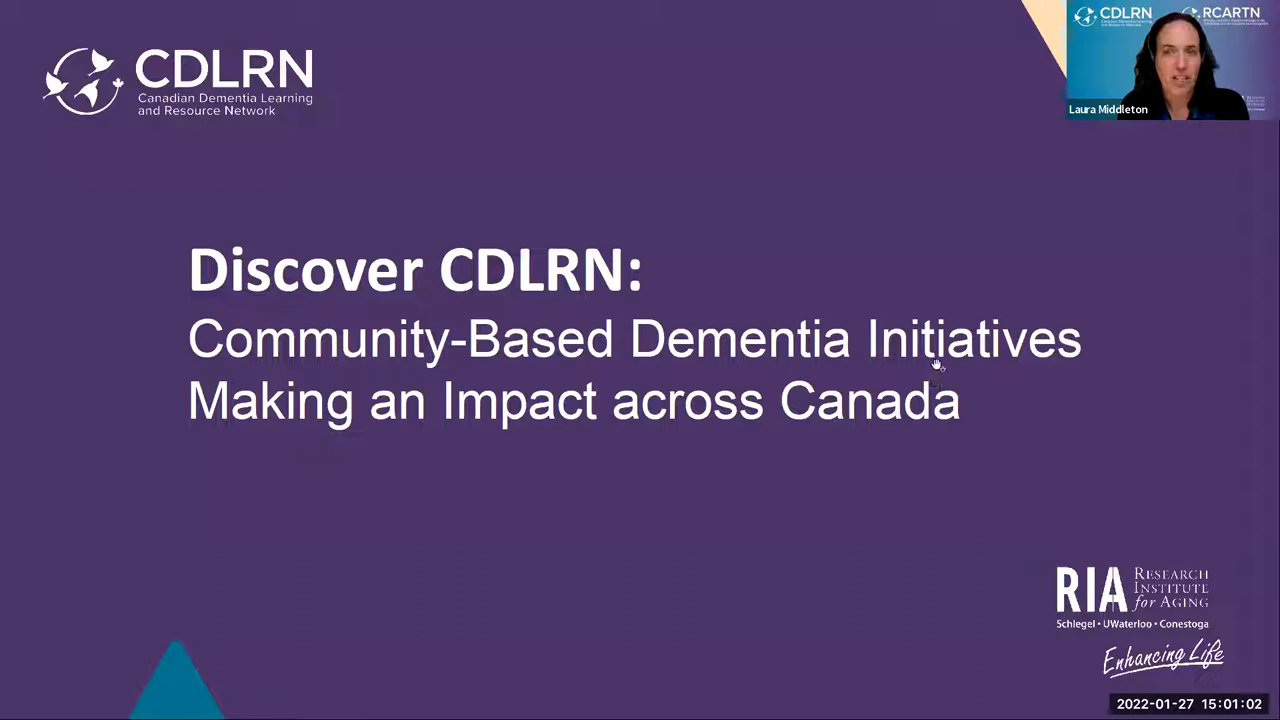 CDLRN
Canadian Dementia Learning
and Resource Network
CDLRN
RCARTN
Laura Middleton
Discover CDLRN:
Community-Based Dementia Initiatives
Making an Impact across Canada
RIA
RESEARCH
INSTITUTE
for AGING
Schlegel • UWaterloo • Conestoga
Enhancing Life
2022-01-27 15:01:02